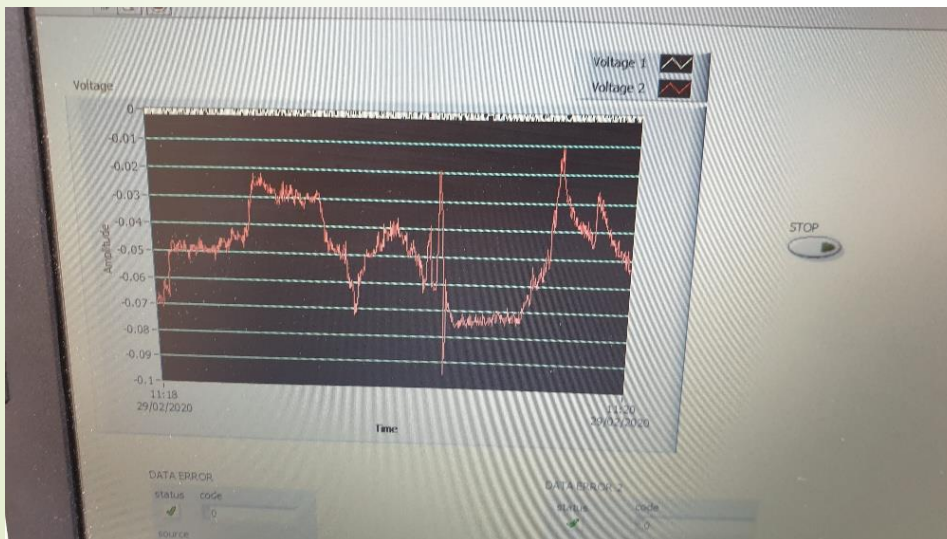 Voltage 1
Voltage 2
Voltage
0
-0.01
-0.02
-0.03
-0.04
-0.05
-0.06
-0.07
-0.08
-0.09
-0.1
Amplitude
11:18
29/02/2020
11:20
29/02/2020
Time
STOP
DATA ERROR
status code
0
source
DATA ERROR 2
status code
0